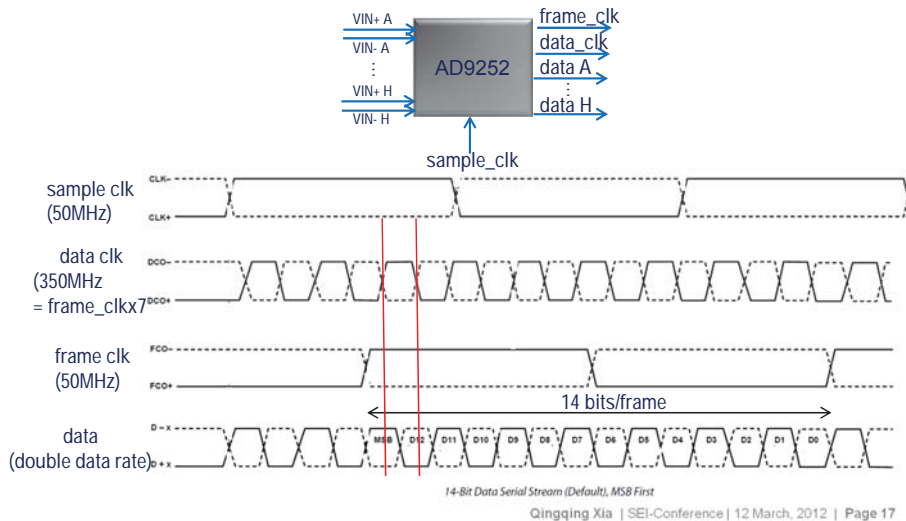 VIN+ A
VIN- A
⋮
VIN+ H
VIN- H
AD9252
frame_clk
data_clk
data A
⋮
data H
sample_clk
sample clk
(50MHz)
CLK–
CLK+
data clk
(350MHz
= frame_clkx7
DCO–
DCO+
frame clk
(50MHz)
FCO–
FCO+
14 bits/frame
data
(double data rate)
D – x
D + x
MSB D12 D11 D10 D9 D8 D7 D6 D5 D4 D3 D2 D1 D0
14-Bit Data Serial Stream (Default), MSB First
Qingqing Xia | SEI-Conference | 12 March, 2012 | Page 17